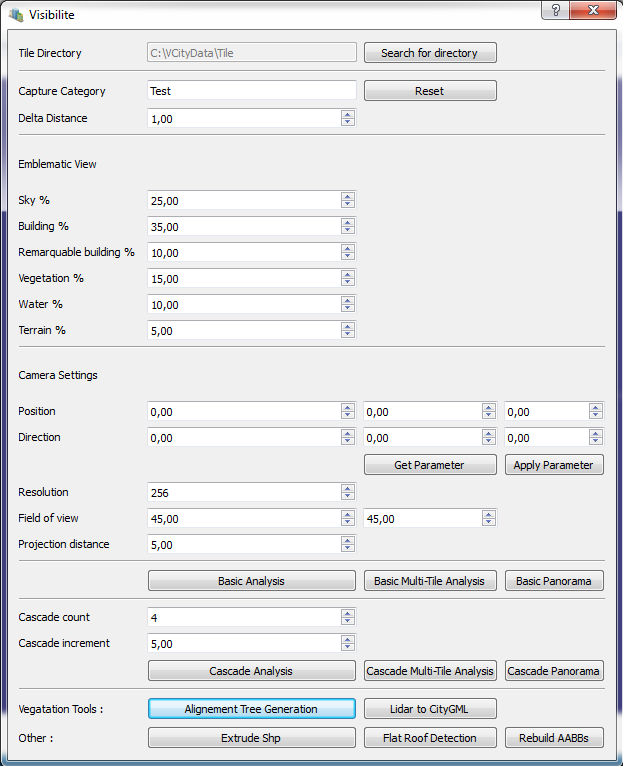 Visibilite
Tile Directory C:\VCityData\Tile Search for directory
Capture Category Test Reset
Delta Distance 1,00
Emblematic View
Sky % 25,00
Building % 35,00
Remarquable building % 10,00
Vegetation % 15,00
Water % 10,00
Terrain % 5,00
Camera Settings
Position 0,00 0,00 0,00
Direction 0,00 0,00 0,00
Get Parameter Apply Parameter
Resolution 256
Field of view 45,00 45,00
Projection distance 5,00
Basic Analysis Basic Multi-Tile Analysis Basic Panorama
Cascade count 4
Cascade increment 5,00
Cascade Analysis Cascade Multi-Tile Analysis Cascade Panorama
Vegatation Tools : Alignement Tree Generation Lidar to CityGML
Other : Extrude Shp Flat Roof Detection Rebuild AABBs